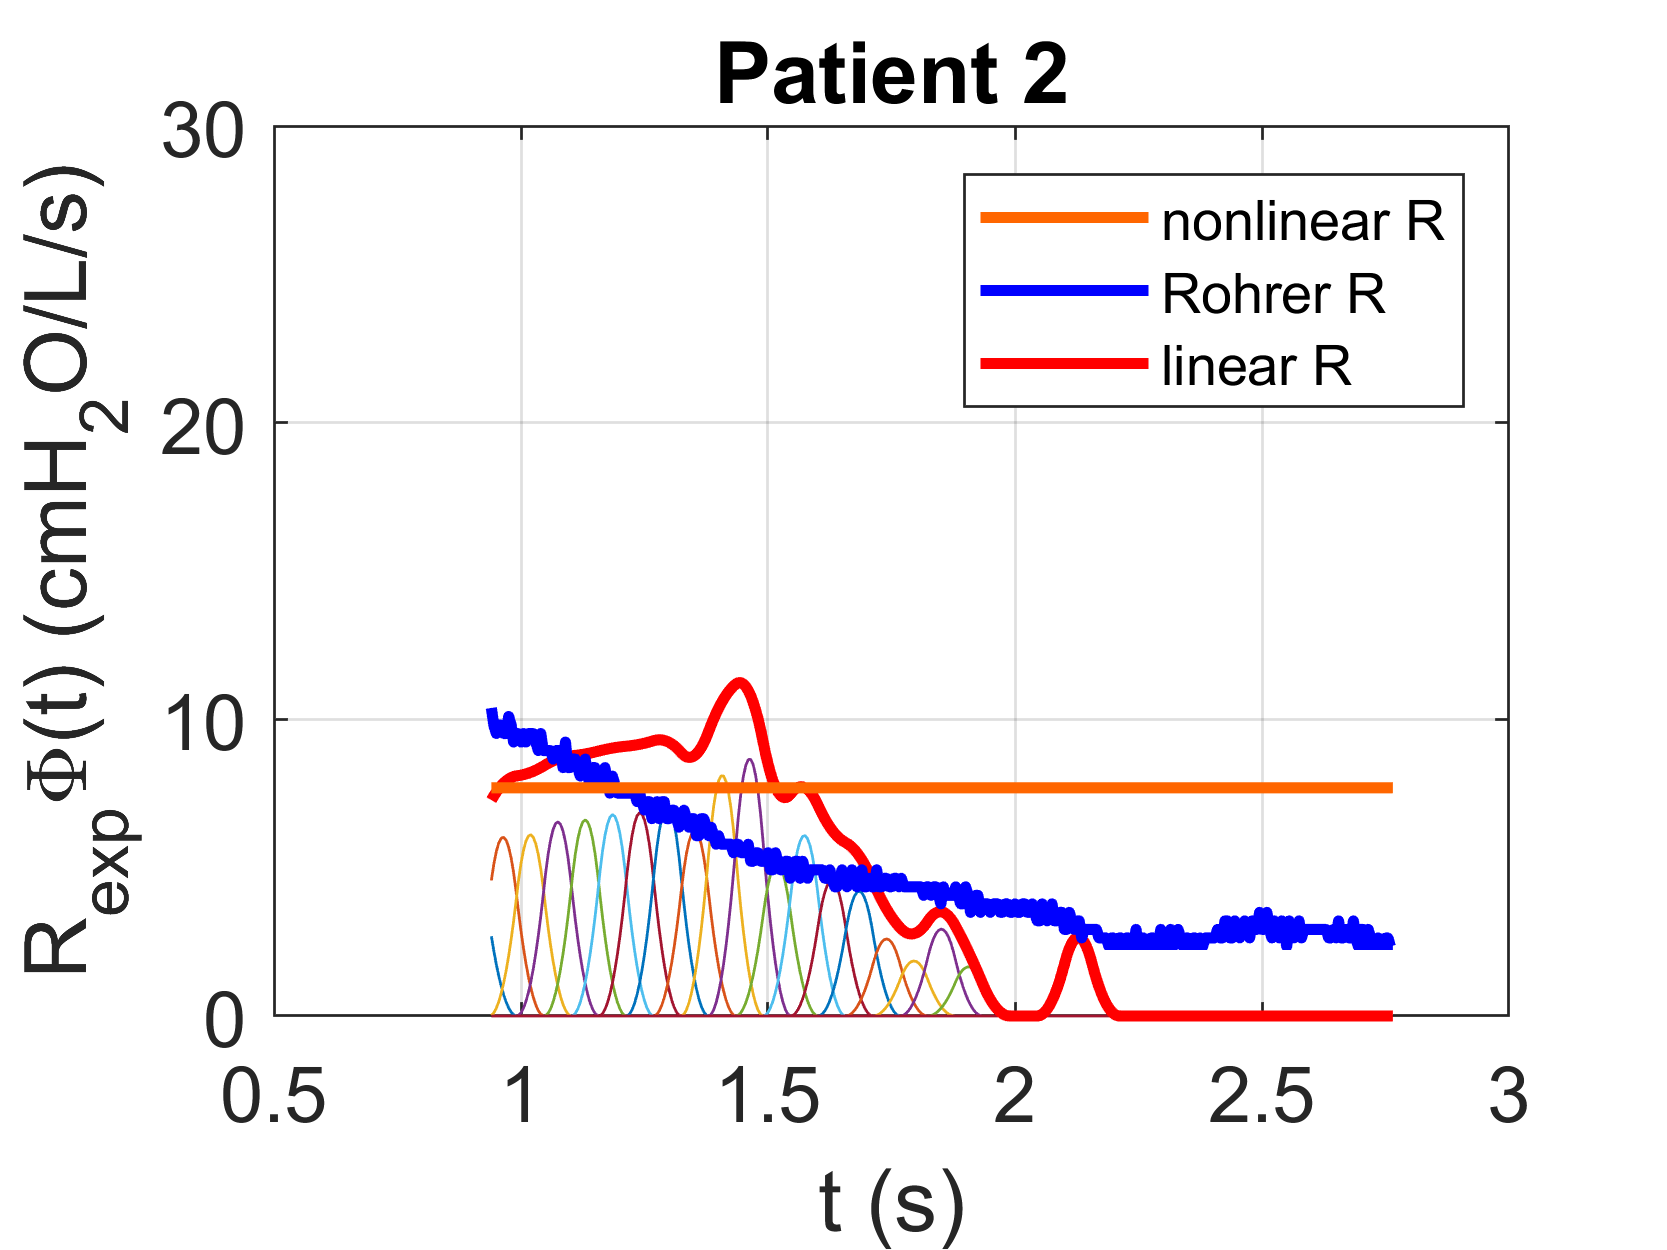 Patient 2
30
20
10
0
R_exp Φ(t) (cmH_2O/L/s)
nonlinear R
Rohrer R
linear R
0.5 1 1.5 2 2.5 3
t (s)